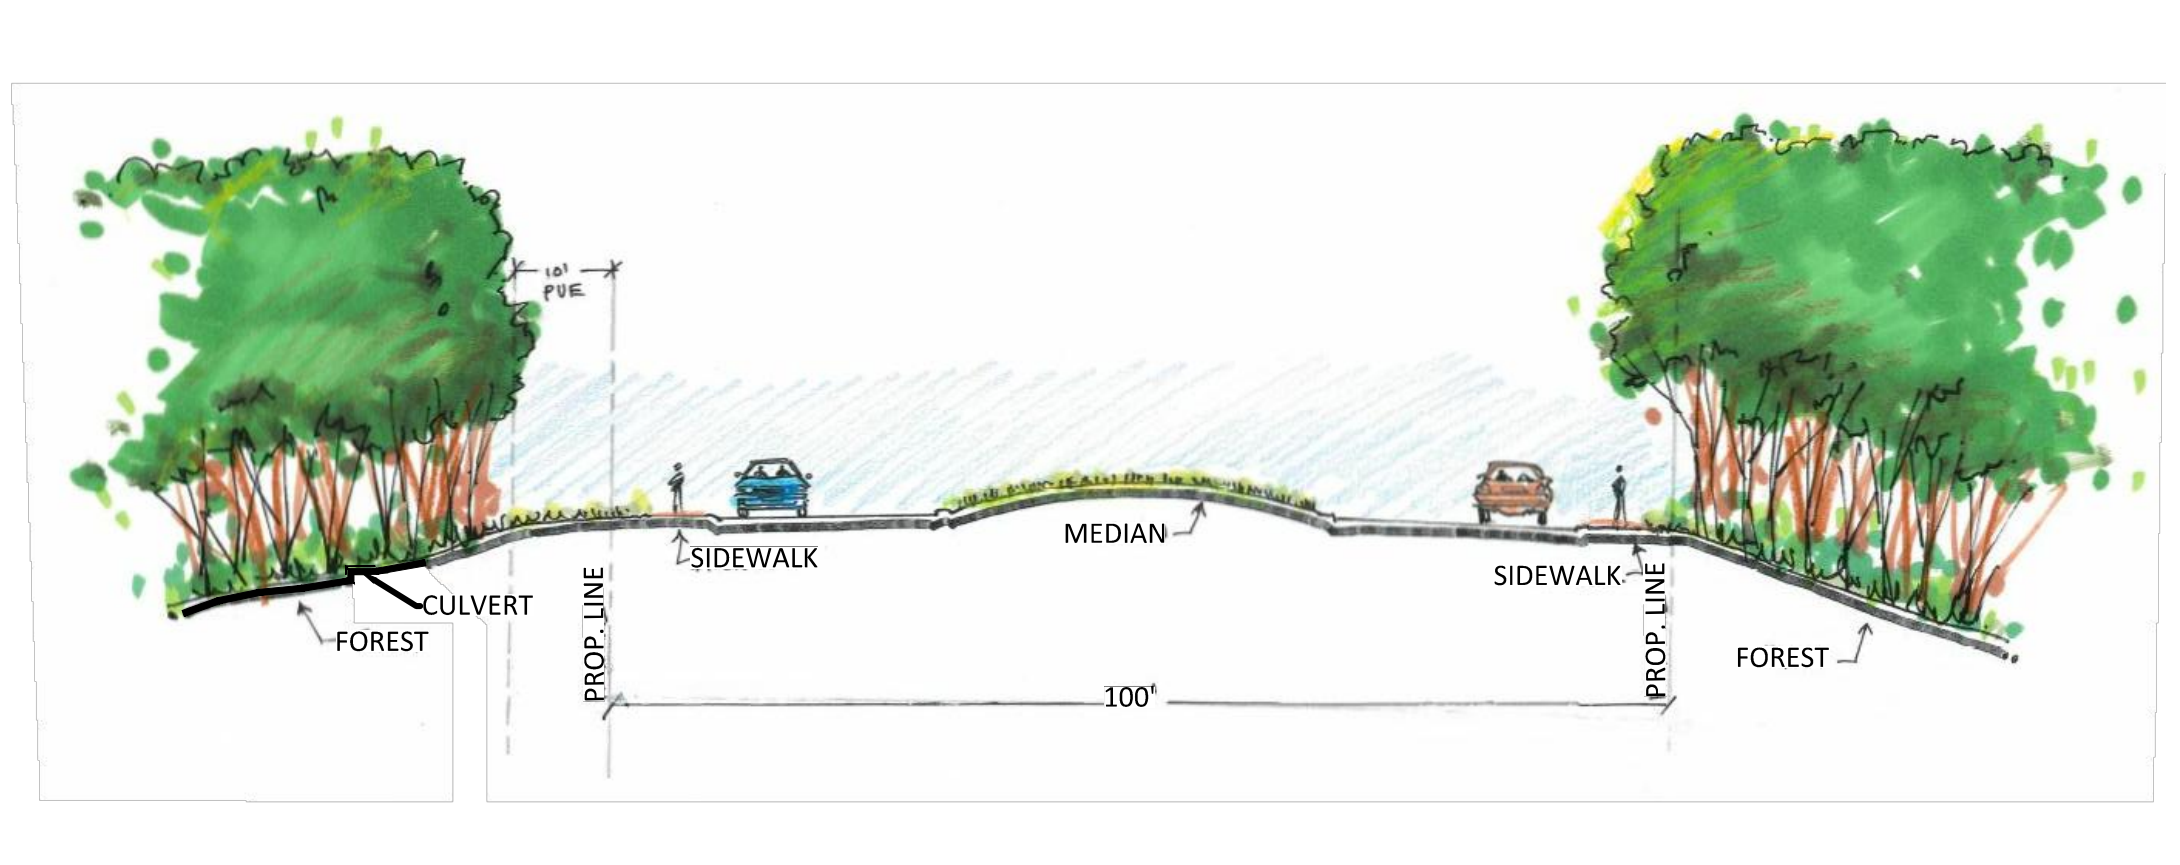 10'
PUE
SIDEWALK
MEDIAN
SIDEWALK
CULVERT
FOREST
PROP. LINE
PROP. LINE
FOREST
100'